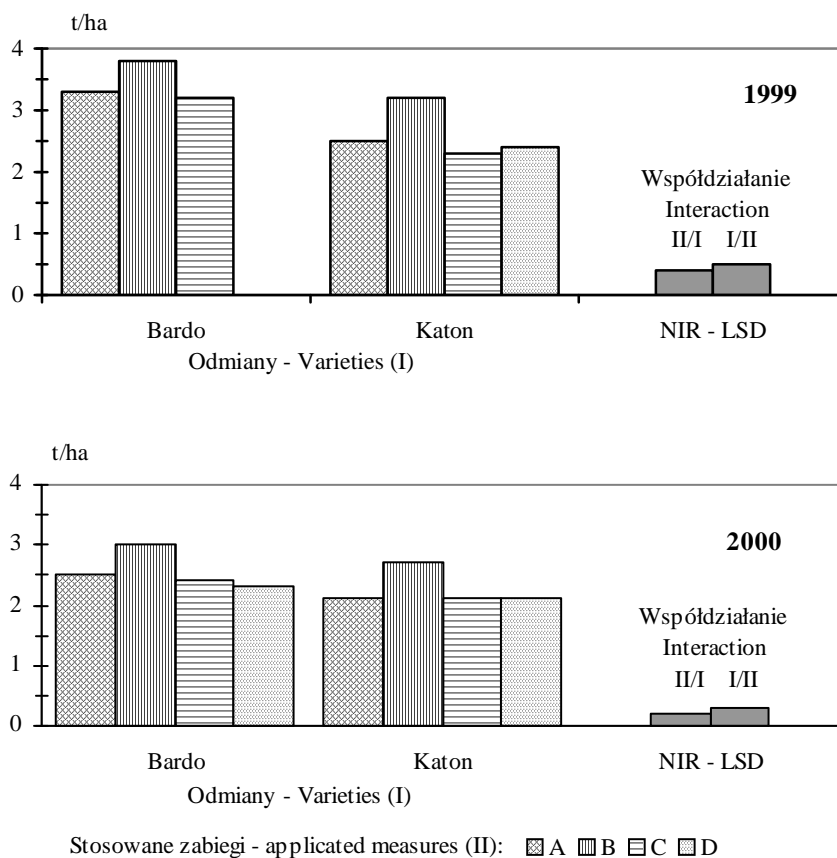 t/ha
4
3
2
1
0
1999
Współdziałanie
Interaction
II/I I/II
Bardo Katon NIR - LSD
Odmiany - Varieties (I)
t/ha
4
3
2
1
0
2000
Współdziałanie
Interaction
II/I I/II
Bardo Katon NIR - LSD
Odmiany - Varieties (I)
Stosowane zabiegi - applicated measures (II): A B C D